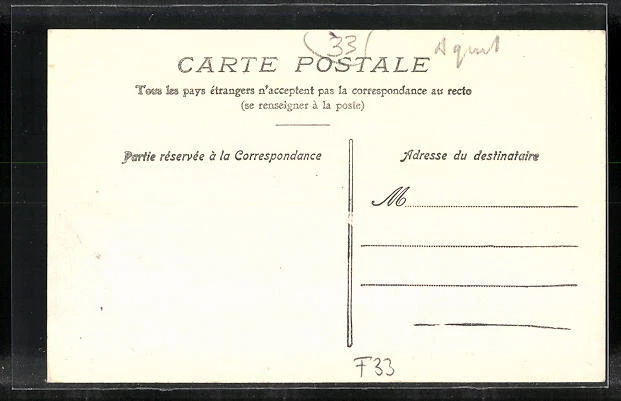 33
CARTE POSTALE
Tous les pays étrangers n'acceptent pas la correspondance au recto
(se renseigner à la poste)
Partie réservée à la Correspondance
Adresse du destinataire
M
F33